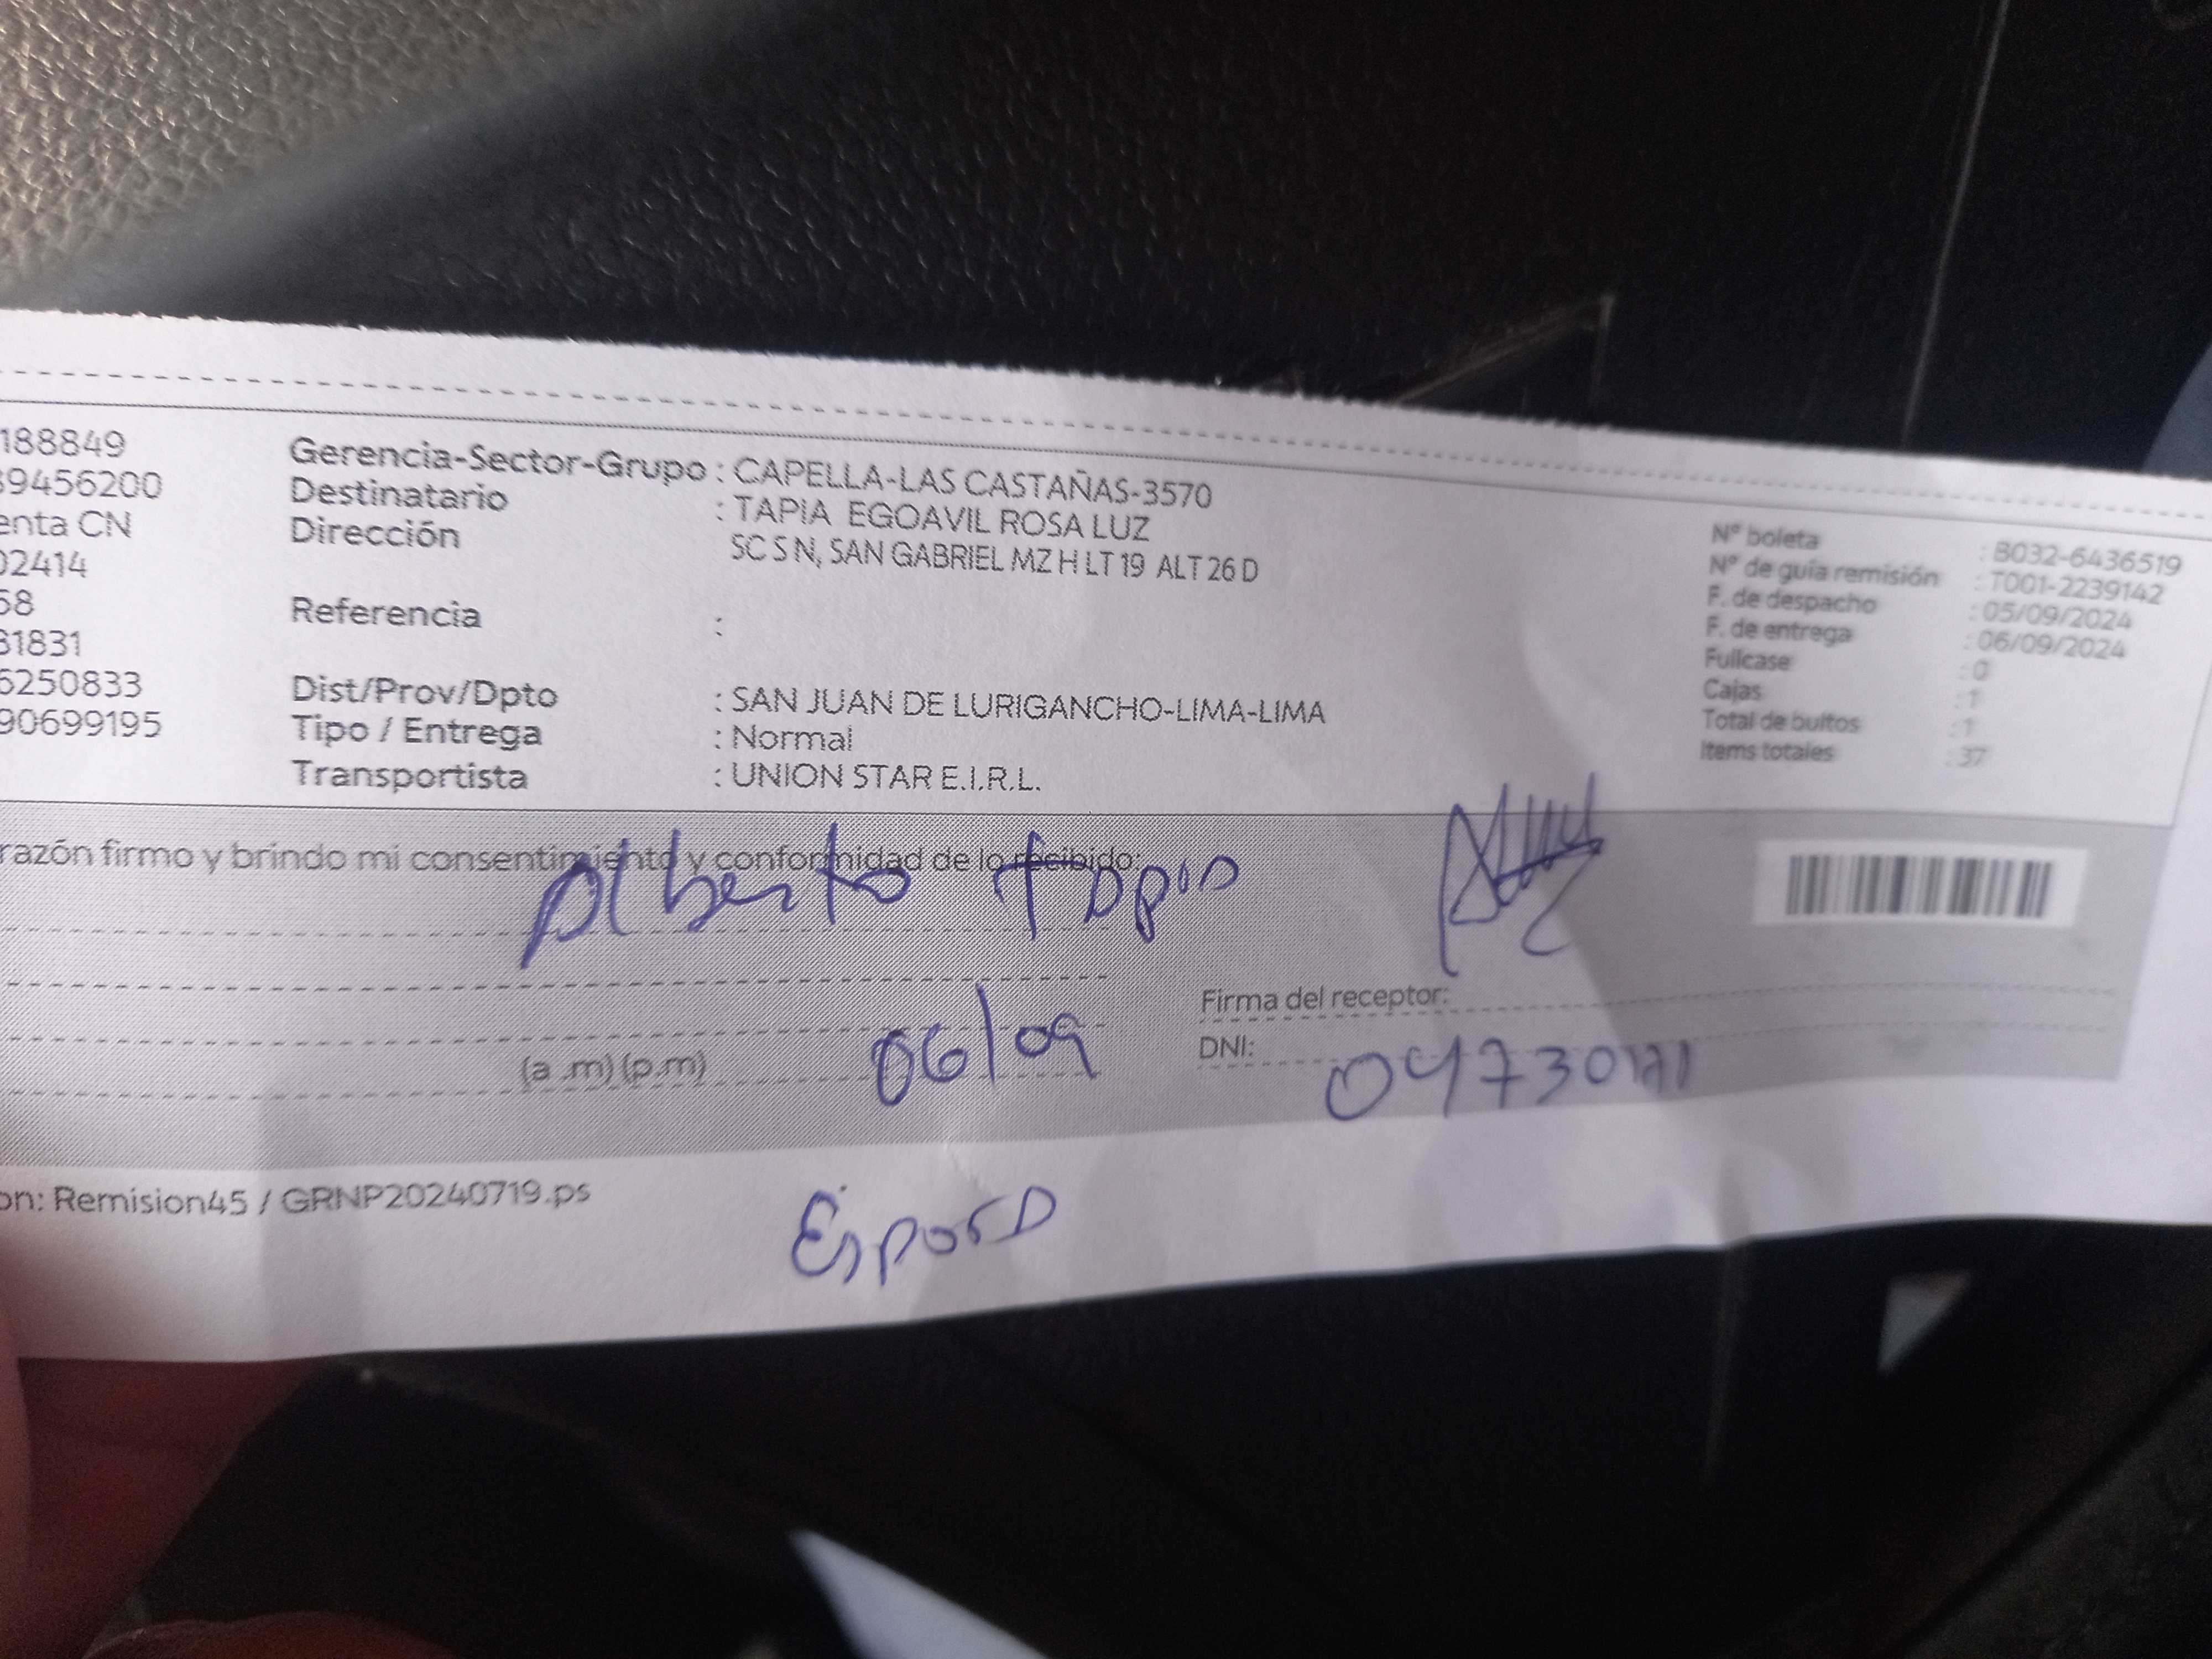 188849
39456200
enta CN
02414
58
81831
6250833
90699195
Gerencia-Sector-Grupo : CAPELLA-LAS CASTAÑAS-3570
Destinatario : TAPIA EGOAVIL ROSA LUZ
Dirección SC S N, SAN GABRIEL MZ H LT 19 ALT 26 D
Referencia :
Dist/Prov/Dpto : SAN JUAN DE LURIGANCHO-LIMA-LIMA
Tipo / Entrega : Normal
Transportista : UNION STAR E.I.R.L.
N° boleta : B032-6436519
N° de guía remisión : T001-2239142
F. de despacho : 05/09/2024
F. de entrega : 06/09/2024
Fullcase : 0
Cajas : 1
Total de bultos : 1
Items totales : 37
razón firmo y brindo mi consentimiento y conformidad de lo recibido:
Alberto Tapia
Firma del receptor:
(a .m) (p.m) 06/09
DNI:
on: Remision45 / GRNP20240719.ps